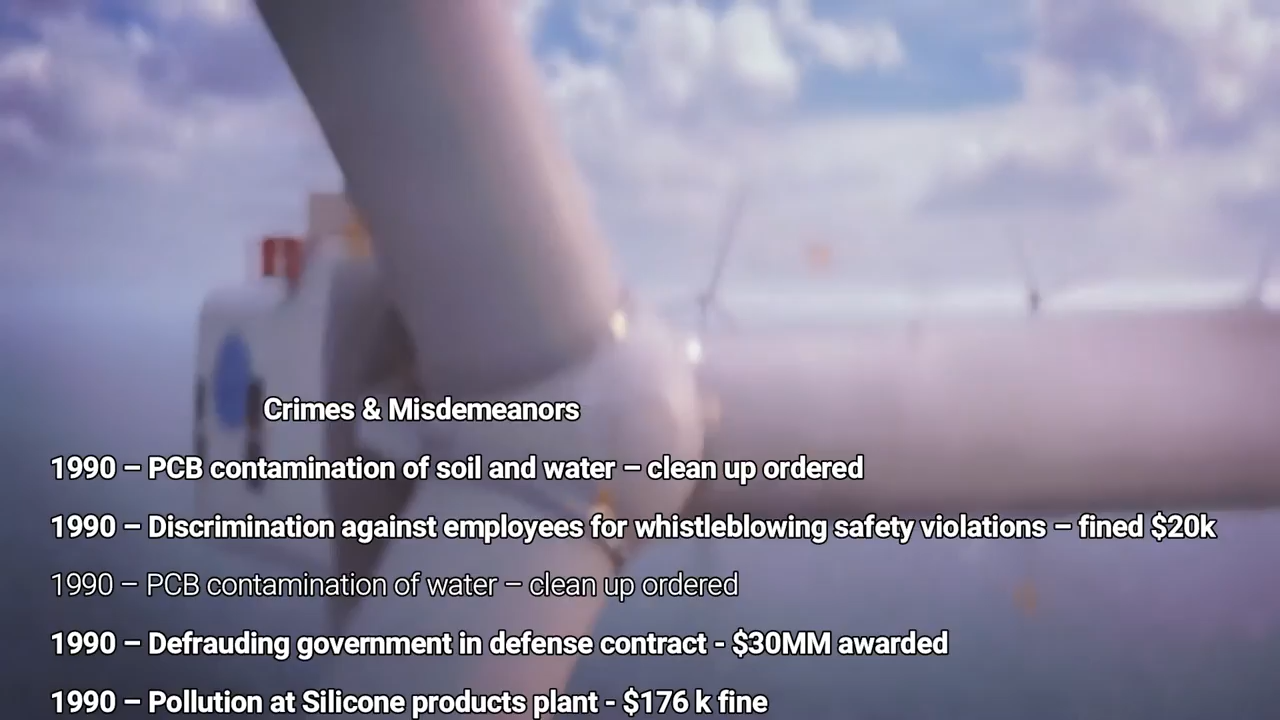 Crimes & Misdemeanors
1990 – PCB contamination of soil and water – clean up ordered
1990 – Discrimination against employees for whistleblowing safety violations – fined $20k
1990 – PCB contamination of water – clean up ordered
1990 – Defrauding government in defense contract - $30MM awarded
1990 – Pollution at Silicone products plant - $176 k fine